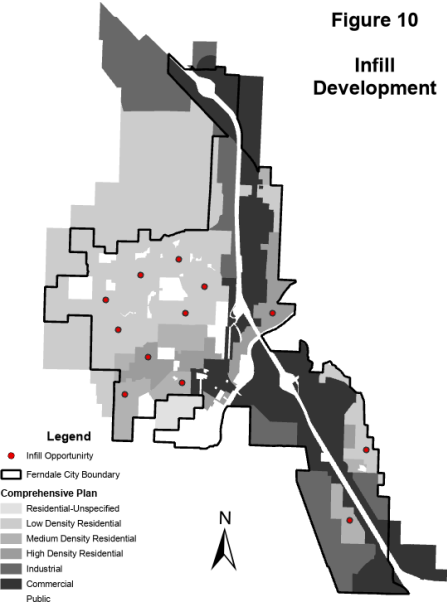 Figure 10
Infill
Development
Legend
Infill Opportunirty
Ferndale City Boundary
Comprehensive Plan
Residential-Unspecified
Low Density Residential
Medium Density Residential
High Density Residential
Industrial
Commercial
Public
N